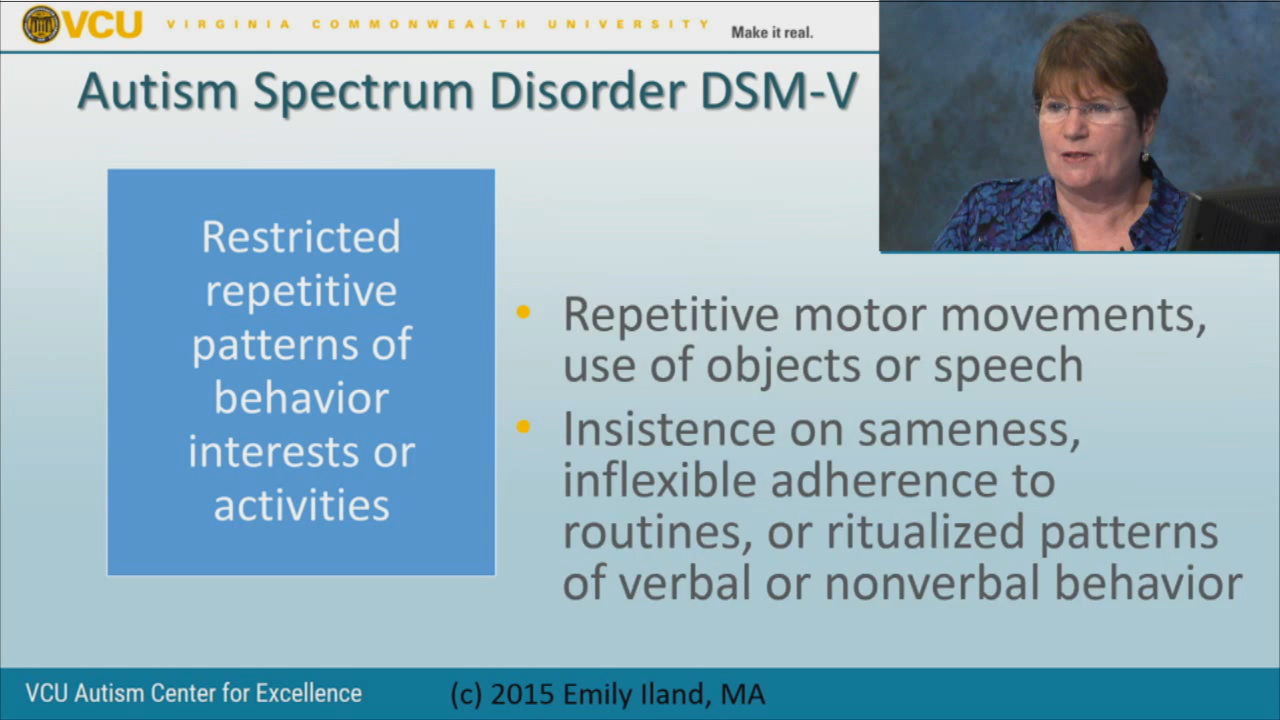 VCU VIRGINIA COMMONWEALTH UNIVERSITY Make it real.
Autism Spectrum Disorder DSM-V
Restricted
repetitive
patterns of
behavior
interests or
activities
• Repetitive motor movements,
use of objects or speech
• Insistence on sameness,
inflexible adherence to
routines, or ritualized patterns
of verbal or nonverbal behavior
VCU Autism Center for Excellence (c) 2015 Emily Iland, MA